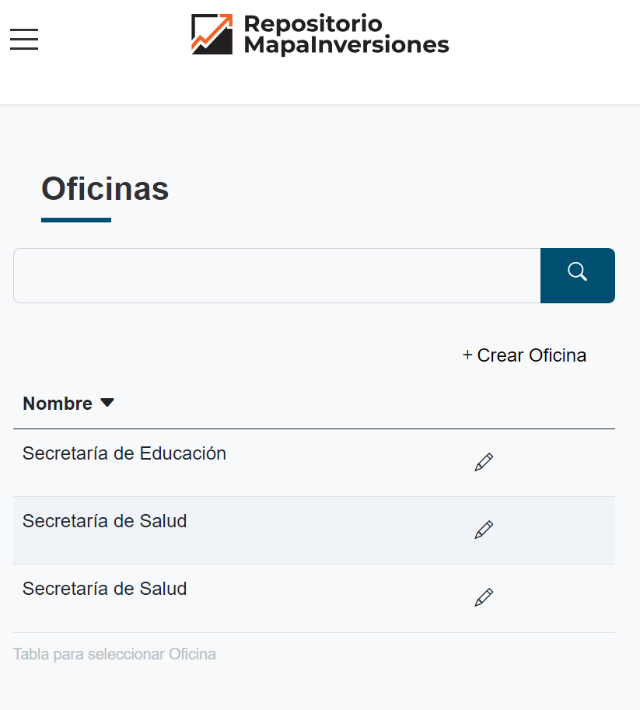 Repositorio
MapaInversiones
Oficinas
+ Crear Oficina
Nombre
Secretaría de Educación
Secretaría de Salud
Secretaría de Salud
Tabla para seleccionar Oficina